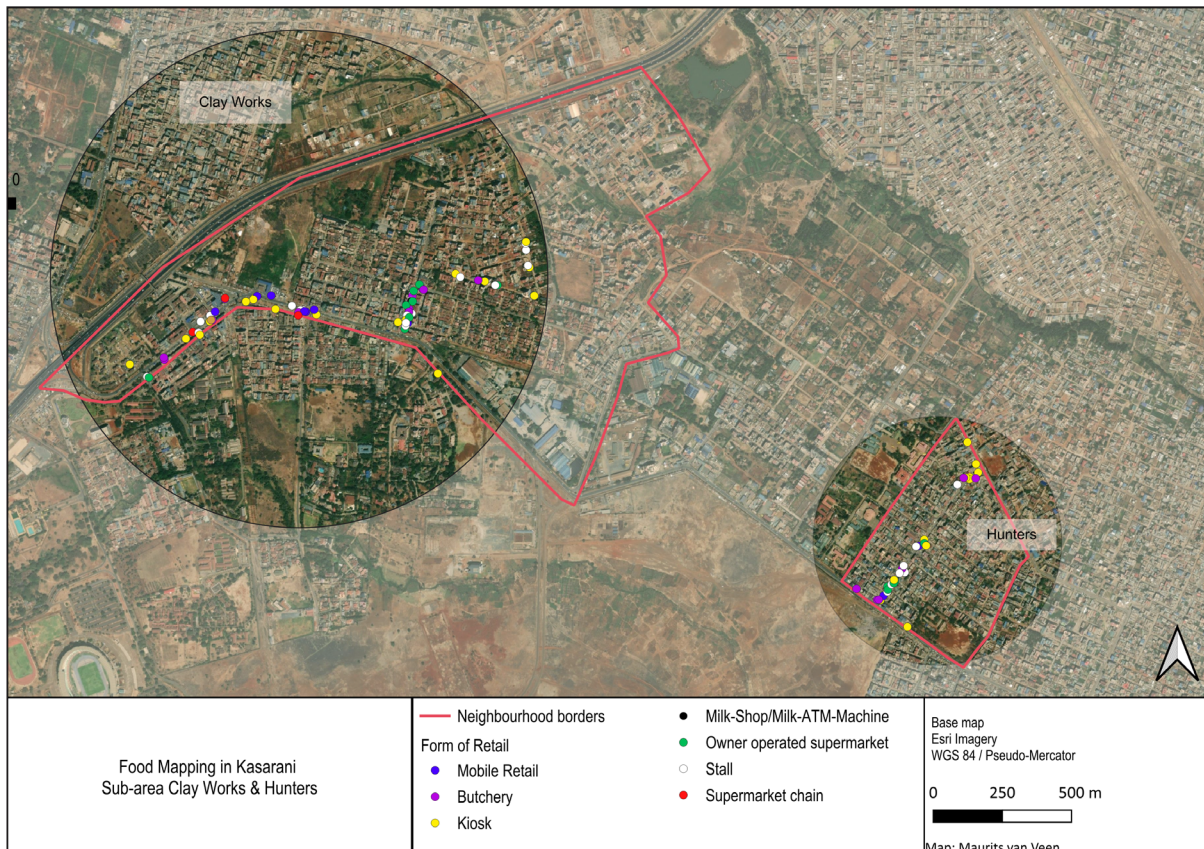 Clay Works
0
Hunters
Food Mapping in Kasarani
Sub-area Clay Works & Hunters
Neighbourhood borders
Form of Retail
Mobile Retail
Butchery
Kiosk
Milk-Shop/Milk-ATM-Machine
Owner operated supermarket
Stall
Supermarket chain
Base map
Esri Imagery
WGS 84 / Pseudo-Mercator
0 250 500 m
Map: Maurits van Veen